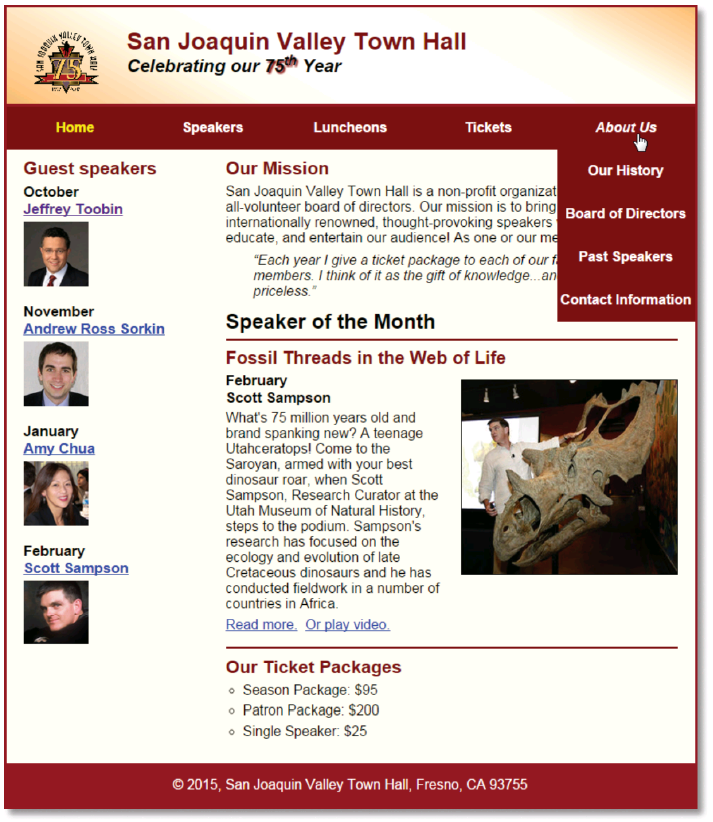 SAN JOAQUIN VALLEY TOWN HALL
75
San Joaquin Valley Town Hall
Celebrating our 75th Year
Home Speakers Luncheons Tickets About Us
Our History
Board of Directors
Past Speakers
Contact Information
Guest speakers
October
Jeffrey Toobin
November
Andrew Ross Sorkin
January
Amy Chua
February
Scott Sampson
Our Mission
San Joaquin Valley Town Hall is a non-profit organizat
all-volunteer board of directors. Our mission is to bring
internationally renowned, thought-provoking speakers
educate, and entertain our audience! As one or our me
“Each year I give a ticket package to each of our f
members. I think of it as the gift of knowledge...an
priceless.”
Speaker of the Month
Fossil Threads in the Web of Life
February
Scott Sampson
What's 75 million years old and
brand spanking new? A teenage
Utahceratops! Come to the
Saroyan, armed with your best
dinosaur roar, when Scott
Sampson, Research Curator at the
Utah Museum of Natural History,
steps to the podium. Sampson's
research has focused on the
ecology and evolution of late
Cretaceous dinosaurs and he has
conducted fieldwork in a number of
countries in Africa.
Read more. Or play video.
Our Ticket Packages
Season Package: $95
Patron Package: $200
Single Speaker: $25
© 2015, San Joaquin Valley Town Hall, Fresno, CA 93755